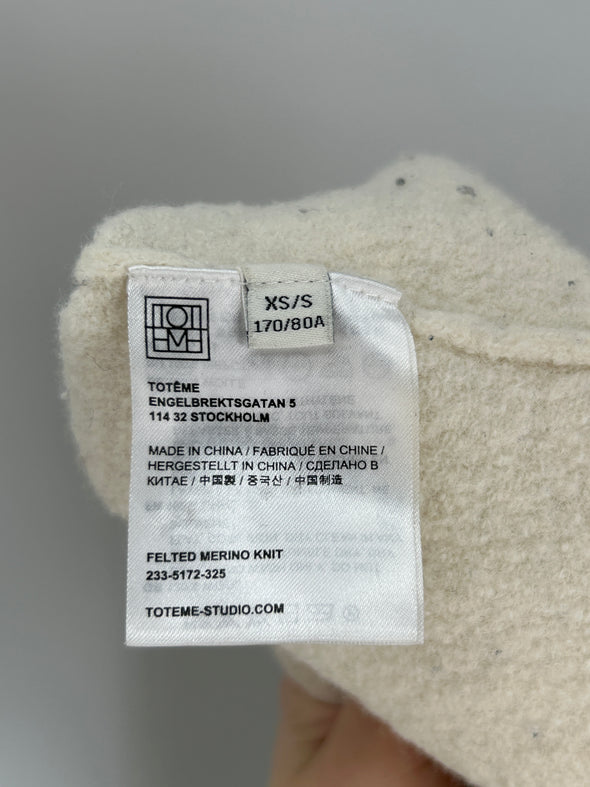 TOTEME
XS/S
170/80A
TOTÊME
ENGELBREKTSGATAN 5
114 32 STOCKHOLM
MADE IN CHINA / FABRIQUÉ EN CHINE /
HERGESTELLT IN CHINA / СДЕЛАНО В
КИТАЕ / 中国製 / 중국산 / 中国制造
FELTED MERINO KNIT
233-5172-325
TOTEME-STUDIO.COM